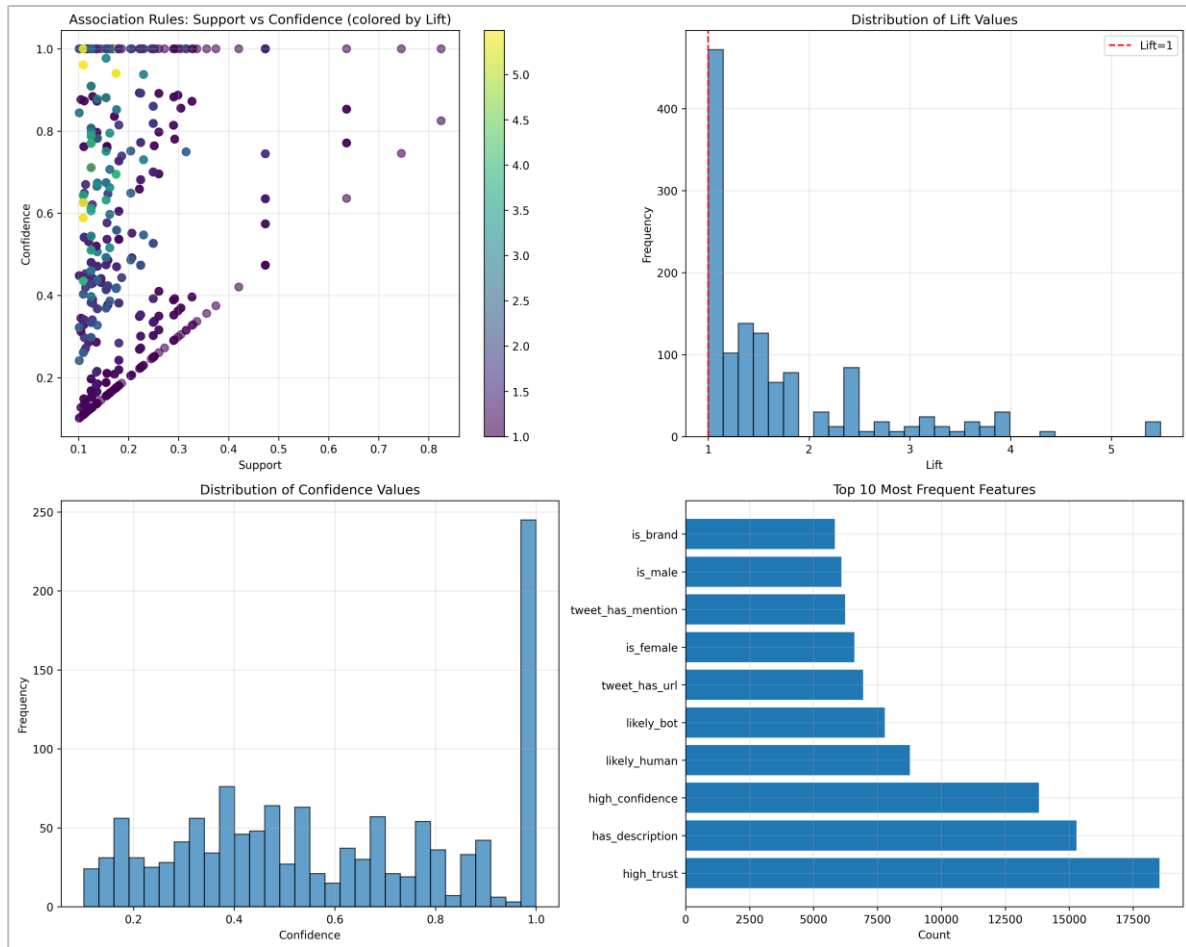 Association Rules: Support vs Confidence (colored by Lift)
1.0
0.8
0.6
0.4
0.2
Confidence
0.1 0.2 0.3 0.4 0.5 0.6 0.7 0.8
Support
5.0
4.5
4.0
3.5
3.0
2.5
2.0
1.5
1.0
Distribution of Lift Values
Lift=1
400
300
200
100
0
Frequency
1 2 3 4 5
Lift
Distribution of Confidence Values
250
200
150
100
50
0
Frequency
0.2 0.4 0.6 0.8 1.0
Confidence
Top 10 Most Frequent Features
is_brand
is_male
tweet_has_mention
is_female
tweet_has_url
likely_bot
likely_human
high_confidence
has_description
high_trust
0 2500 5000 7500 10000 12500 15000 17500
Count